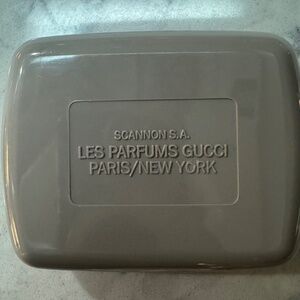 SCANNON S.A.
LES PARFUMS GUCCI
PARIS/NEW YORK